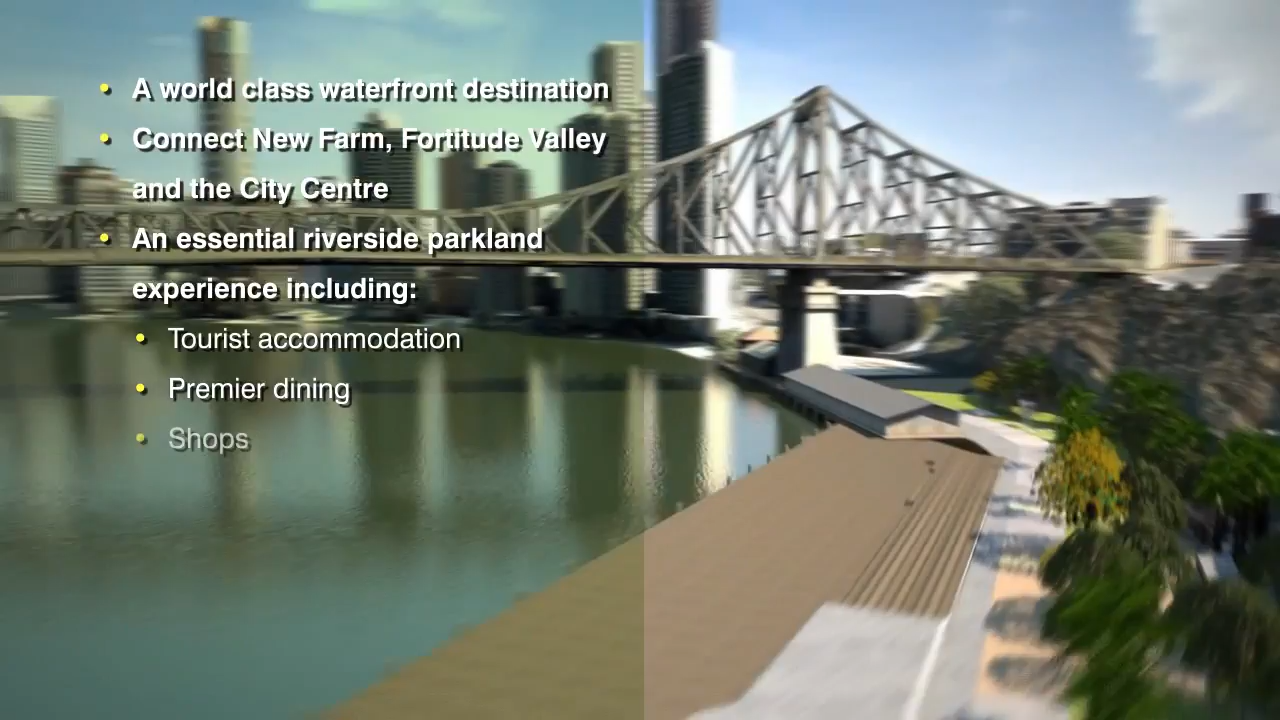 • A world class waterfront destination
• Connect New Farm, Fortitude Valley
and the City Centre
• An essential riverside parkland
experience including:
• Tourist accommodation
• Premier dining
• Shops